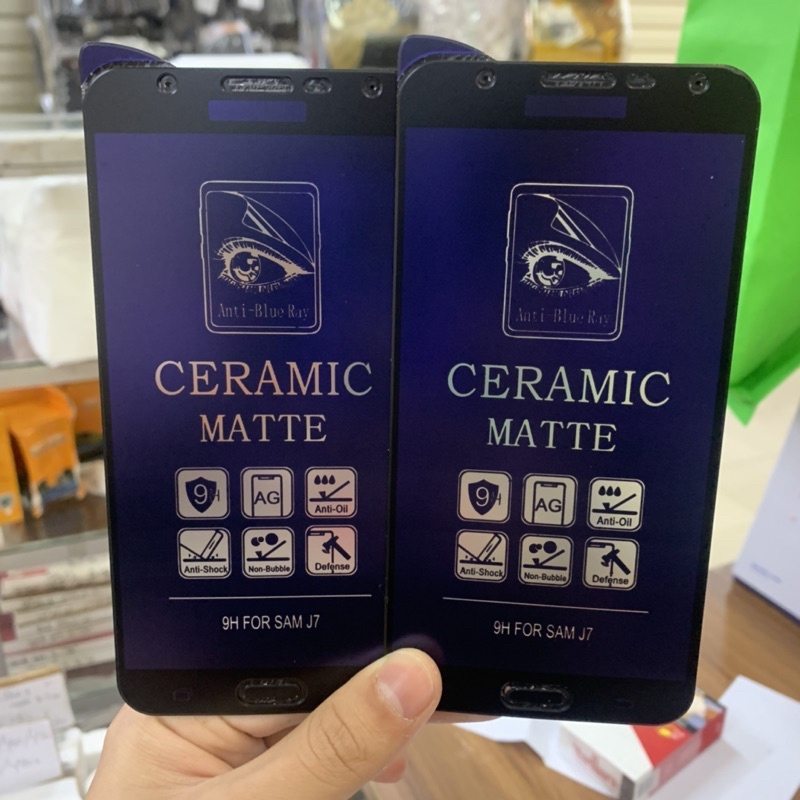 Anti-Blue Ray
CERAMIC
MATTE
9H
AG
Anti-Oil
Anti-Shock
Non-Bubble
Defense
9H FOR SAM J7
Anti-Blue Ray
CERAMIC
MATTE
9H
AG
Anti-Oil
Anti-Shock
Non-Bubble
Defense
9H FOR SAM J7